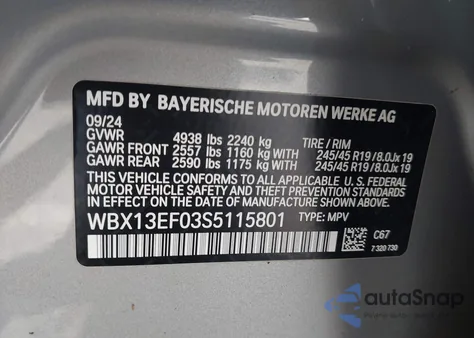 MFD BY BAYERISCHE MOTOREN WERKE AG
09/24
GVWR 4938 lbs 2240 kg TIRE / RIM
GAWR FRONT 2557 lbs 1160 kg WITH 245/45 R19 /8.0Jx 19
GAWR REAR 2590 lbs 1175 kg WITH 245/45 R19 /8.0Jx 19
THIS VEHICLE CONFORMS TO ALL APPLICABLE U. S. FEDERAL
MOTOR VEHICLE SAFETY, BUMPER, AND THEFT PREVENTION STANDARDS
IN EFFECT ON THE DATE OF MANUFACTURE SHOWN ABOVE.
WBX13EF03S5115801 TYPE: MPV
C67
7 320 730
autaSnap